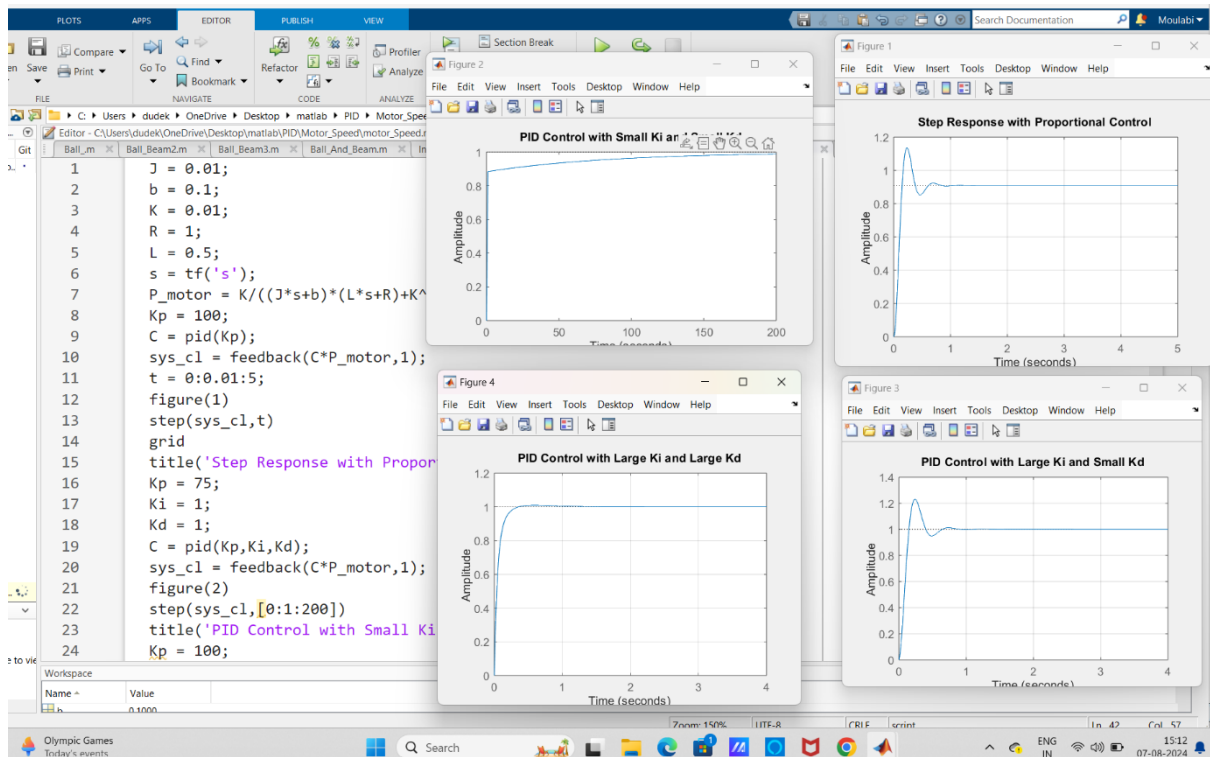 PLOTS APPS EDITOR PUBLISH VIEW Search Documentation Moulabi
Save
Compare
Print
Go To
Find
Bookmark
Refactor
Profiler
Analyze
Section Break
FILE NAVIGATE CODE ANALYZE
C: Users dudek OneDrive Desktop matlab PID Motor_Spee
Editor - C:\Users\dudek\OneDrive\Desktop\matlab\PID\Motor_Speed\motor_Speed.
Git
Ball_.m Ball_Beam2.m Ball_Beam3.m Ball_And_Beam.m
1 J = 0.01;
2 b = 0.1;
3 K = 0.01;
4 R = 1;
5 L = 0.5;
6 s = tf('s');
7 P_motor = K/((J*s+b)*(L*s+R)+K^
8 Kp = 100;
9 C = pid(Kp);
10 sys_cl = feedback(C*P_motor,1);
11 t = 0:0.01:5;
12 figure(1)
13 step(sys_cl,t)
14 grid
15 title('Step Response with Propor
16 Kp = 75;
17 Ki = 1;
18 Kd = 1;
19 C = pid(Kp,Ki,Kd);
20 sys_cl = feedback(C*P_motor,1);
21 figure(2)
22 step(sys_cl,[0:1:200])
23 title('PID Control with Small Ki
24 Kp = 100;
Figure 2
File Edit View Insert Tools Desktop Window Help
PID Control with Small Ki
Amplitude
1
0.8
0.6
0.4
0.2
0
0 50 100 150 200
Time (seconds)
Figure 1
File Edit View Insert Tools Desktop Window Help
Step Response with Proportional Control
Amplitude
1.2
1
0.8
0.6
0.4
0.2
0
0 1 2 3 4 5
Time (seconds)
Figure 4
File Edit View Insert Tools Desktop Window Help
PID Control with Large Ki and Large Kd
Amplitude
1.2
1
0.8
0.6
0.4
0.2
0
0 1 2 3 4
Time (seconds)
Figure 3
File Edit View Insert Tools Desktop Window Help
PID Control with Large Ki and Small Kd
Amplitude
1.4
1.2
1
0.8
0.6
0.4
0.2
0
0 1 2 3 4
Time (seconds)
Workspace
Name Value
b 0.1000
Zoom: 150% UTF-8 CRLF script Ln 42 Col 57
Olympic Games
Today's events
Search
ENG
IN
15:12
07-08-2024